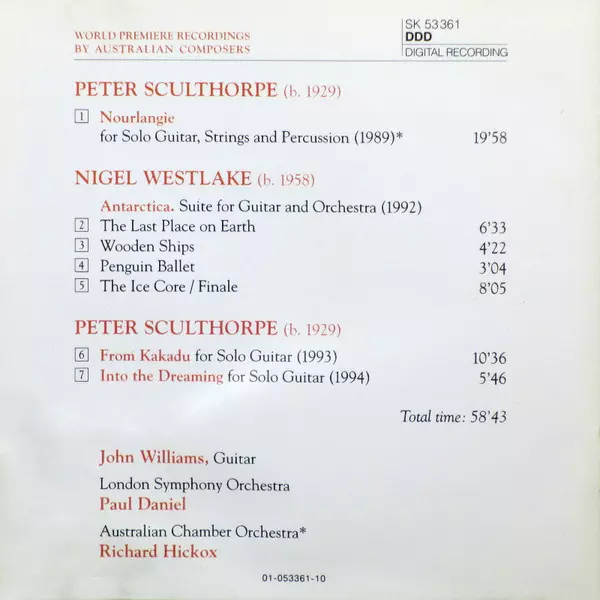 WORLD PREMIERE RECORDINGS
BY AUSTRALIAN COMPOSERS
SK 53361
DDD
DIGITAL RECORDING
PETER SCULTHORPE (b. 1929)
1 Nourlangie
for Solo Guitar, Strings and Percussion (1989)* 19'58
NIGEL WESTLAKE (b. 1958)
Antarctica. Suite for Guitar and Orchestra (1992)
2 The Last Place on Earth 6'33
3 Wooden Ships 4'22
4 Penguin Ballet 3'04
5 The Ice Core / Finale 8'05
PETER SCULTHORPE (b. 1929)
6 From Kakadu for Solo Guitar (1993) 10'36
7 Into the Dreaming for Solo Guitar (1994) 5'46
Total time: 58'43
John Williams, Guitar
London Symphony Orchestra
Paul Daniel
Australian Chamber Orchestra*
Richard Hickox
01-053361-10